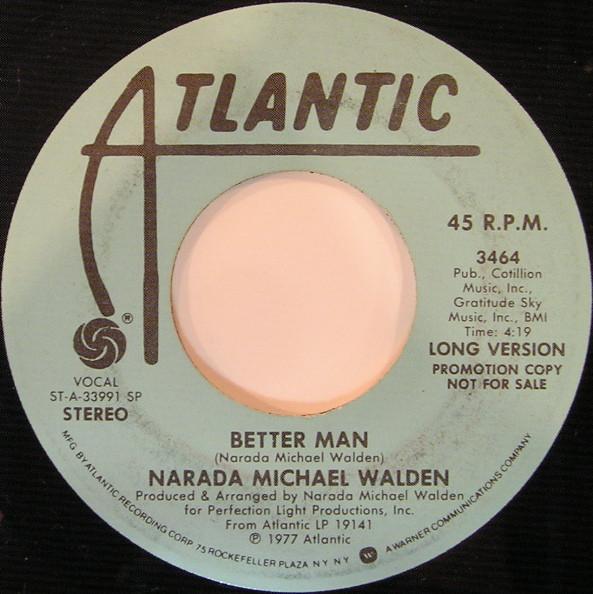 ATLANTIC
45 R.P.M.
3464
Pub., Cotillion
Music, Inc.,
Gratitude Sky
Music, Inc., BMI
Time: 4:19
LONG VERSION
PROMOTION COPY
NOT FOR SALE
®
VOCAL
ST-A-33991 SP
STEREO
BETTER MAN
(Narada Michael Walden)
NARADA MICHAEL WALDEN
Produced & Arranged by Narada Michael Walden
for Perfection Light Productions, Inc.
From Atlantic LP 19141
℗ 1977 Atlantic
MFG. BY ATLANTIC RECORDING CORP. 75 ROCKEFELLER PLAZA NY NY W A WARNER COMMUNICATIONS COMPANY